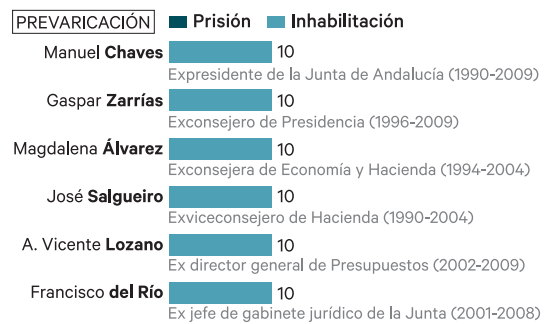 PREVARICACIÓN Prisión Inhabilitación
Manuel Chaves 10
Expresidente de la Junta de Andalucía (1990-2009)
Gaspar Zarrías 10
Exconsejero de Presidencia (1996-2009)
Magdalena Álvarez 10
Exconsejera de Economía y Hacienda (1994-2004)
José Salgueiro 10
Exviceconsejero de Hacienda (1990-2004)
A. Vicente Lozano 10
Ex director general de Presupuestos (2002-2009)
Francisco del Río 10
Ex jefe de gabinete jurídico de la Junta (2001-2008)